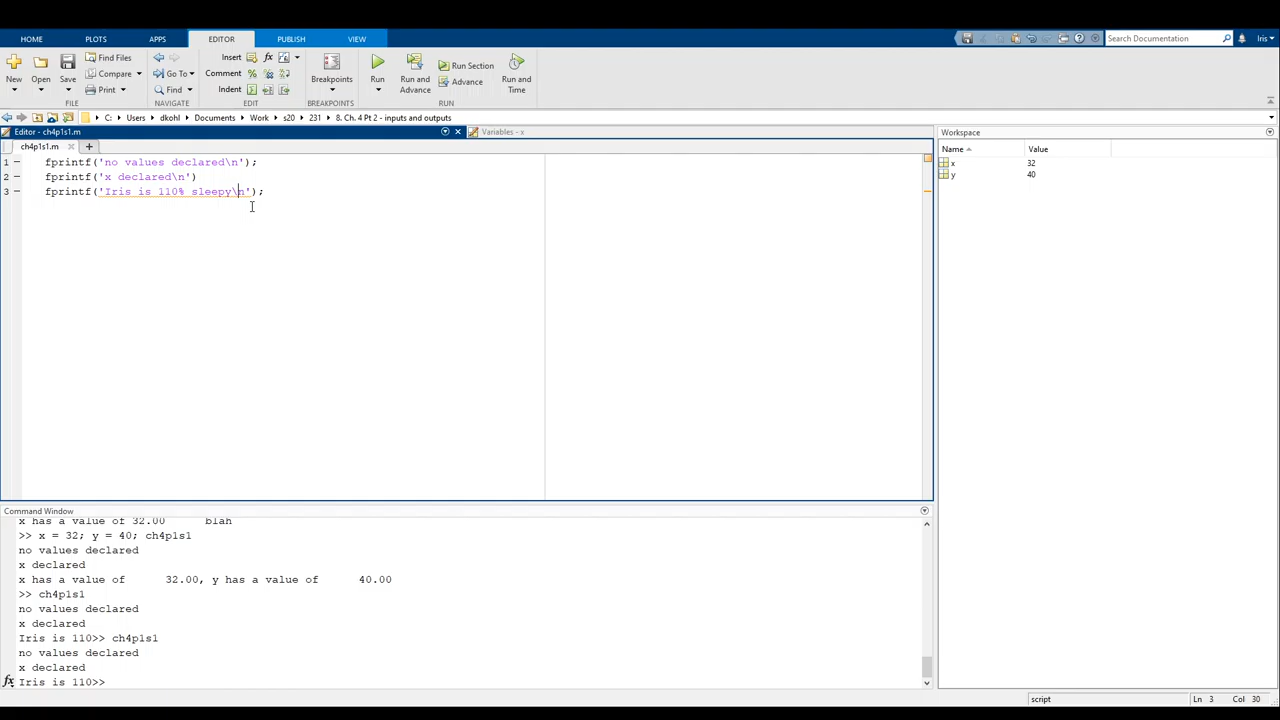 HOME PLOTS APPS EDITOR PUBLISH VIEW Search Documentation Iris
New Open Save Find Files Compare Print Go To Find Insert fx Comment Indent Breakpoints Run Run and Advance Run Section Advance Run and Time
FILE NAVIGATE EDIT BREAKPOINTS RUN
C: Users dkohl Documents Work s20 231 8. Ch. 4 Pt 2 - inputs and outputs
Editor - ch4p1s1.m Variables - x
ch4p1s1.m
1 fprintf('no values declared\n');
2 fprintf('x declared\n')
3 fprintf('Iris is 110% sleepy\n');
Workspace
Name Value
x 32
y 40
Command Window
x has a value of 32.00 blah
>> x = 32; y = 40; ch4p1s1
no values declared
x declared
x has a value of 32.00, y has a value of 40.00
>> ch4p1s1
no values declared
x declared
Iris is 110>> ch4p1s1
no values declared
x declared
fx Iris is 110>>
script Ln 3 Col 30